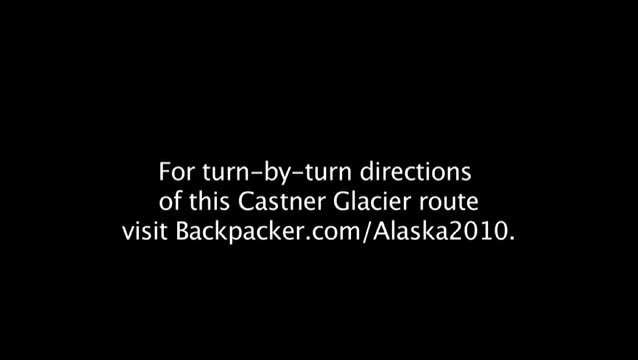 For turn-by-turn directions
of this Castner Glacier route
visit Backpacker.com/Alaska2010.